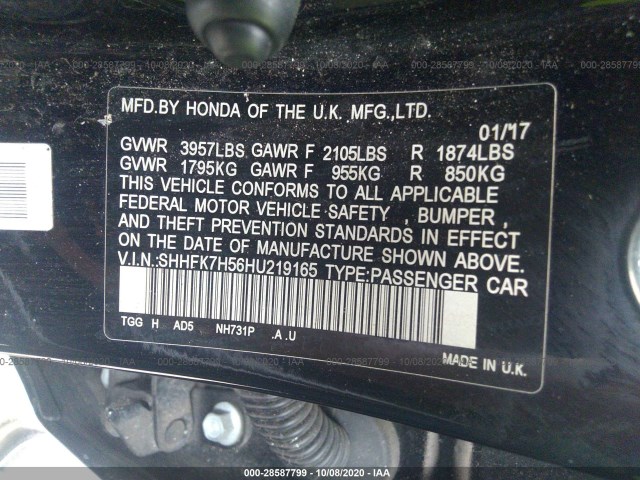 MFD.BY HONDA OF THE U.K. MFG.,LTD.
01/17
GVWR 3957LBS GAWR F 2105LBS R 1874LBS
GVWR 1795KG GAWR F 955KG R 850KG
THIS VEHICLE CONFORMS TO ALL APPLICABLE
FEDERAL MOTOR VEHICLE SAFETY , BUMPER ,
AND THEFT PREVENTION STANDARDS IN EFFECT
ON THE DATE OF MANUFACTURE SHOWN ABOVE.
V.I.N.:SHHFK7H56HU219165 TYPE:PASSENGER CAR
TGG H AD5 NH731P .A .U
MADE IN U.K.
000-28587799 - 10/08/2020 - IAA